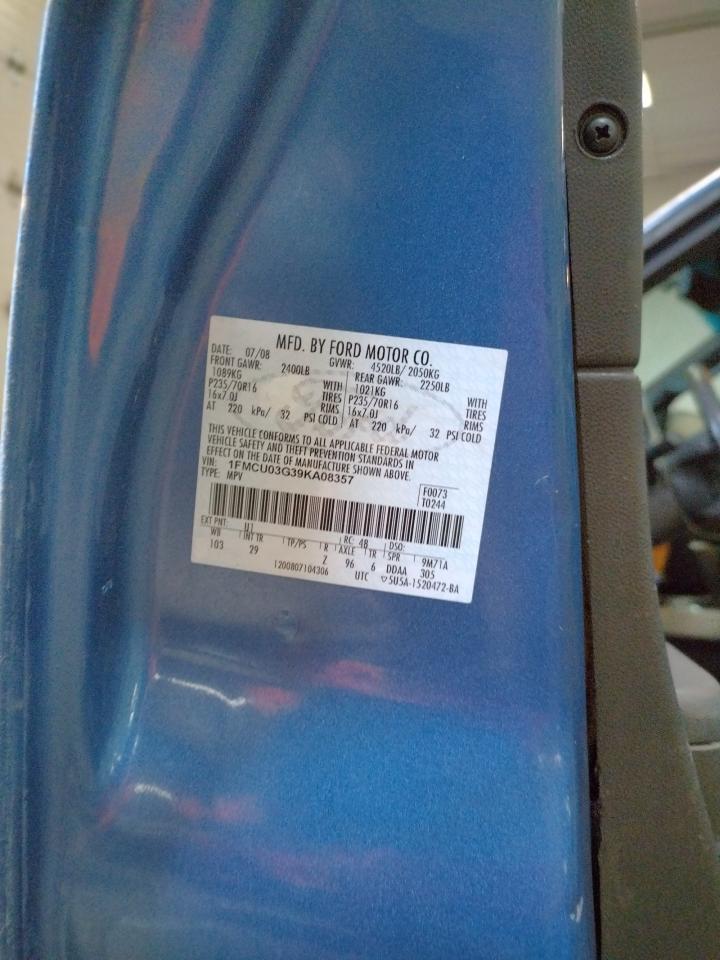 MFD. BY FORD MOTOR CO.
DATE: 07/08 GVWR: 4520LB/ 2050KG
FRONT GAWR: 2400LB REAR GAWR: 2250LB
1089KG WITH 1021KG WITH
P235/70R16 TIRES P235/70R16 TIRES
16x7.0J RIMS 16x7.0J RIMS
AT 220 kPa/ 32 PSI COLD AT 220 kPa/ 32 PSI COLD
THIS VEHICLE CONFORMS TO ALL APPLICABLE FEDERAL MOTOR
VEHICLE SAFETY AND THEFT PREVENTION STANDARDS IN
EFFECT ON THE DATE OF MANUFACTURE SHOWN ABOVE.
VIN: 1FMCU03G39KA08357
TYPE: MPV
F0073
T0244
EXT PNT: U1 RC: 48 DSO:
WB INT TR TP/PS R AXLE TR SPR 9M71A
103 29 Z 96 6 DDAA 305
1200807104306 UTC ▽5U5A-1520472-BA